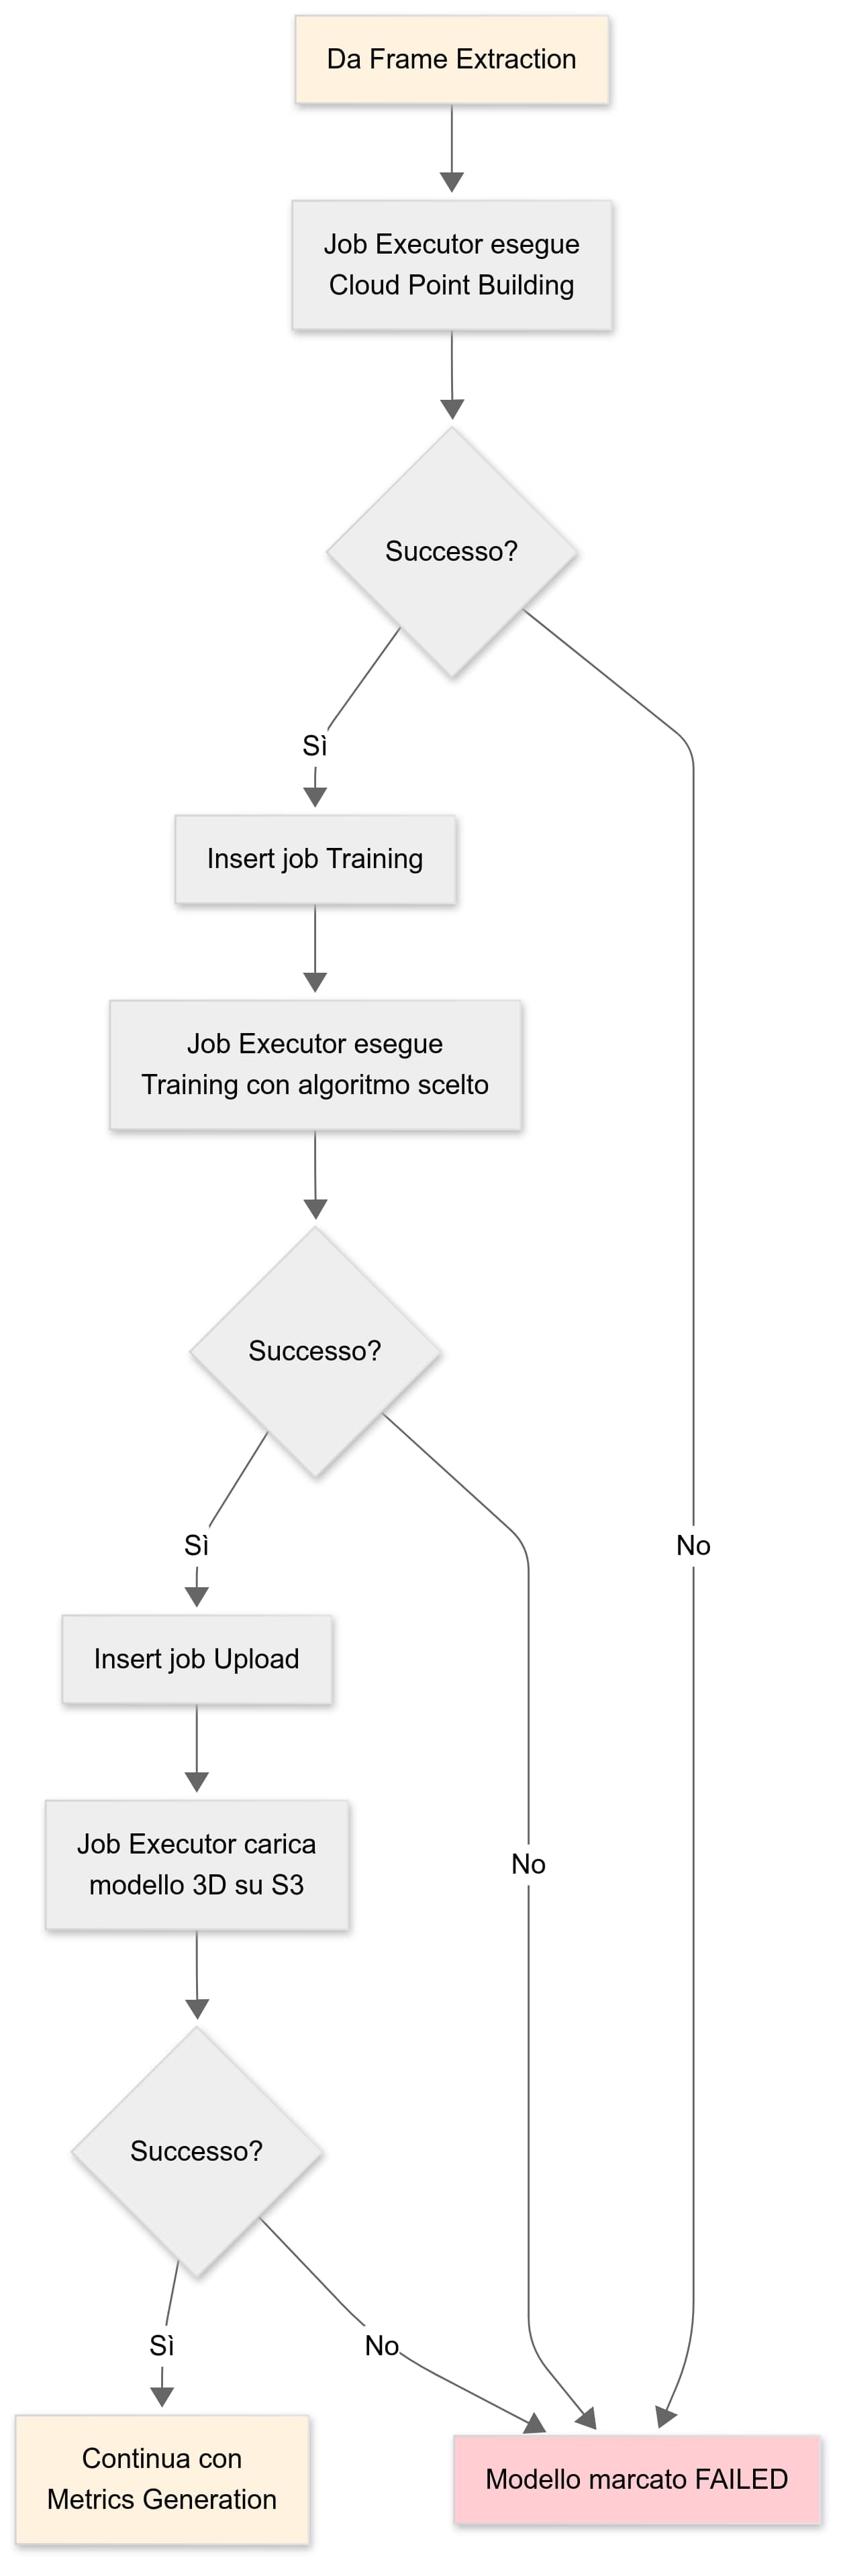 Da Frame Extraction
Job Executor esegue
Cloud Point Building
Successo?
Sì
Insert job Training
Job Executor esegue
Training con algoritmo scelto
Successo?
Sì
No
Insert job Upload
Job Executor carica
modello 3D su S3
No
Successo?
Sì
No
Continua con
Metrics Generation
Modello marcato FAILED